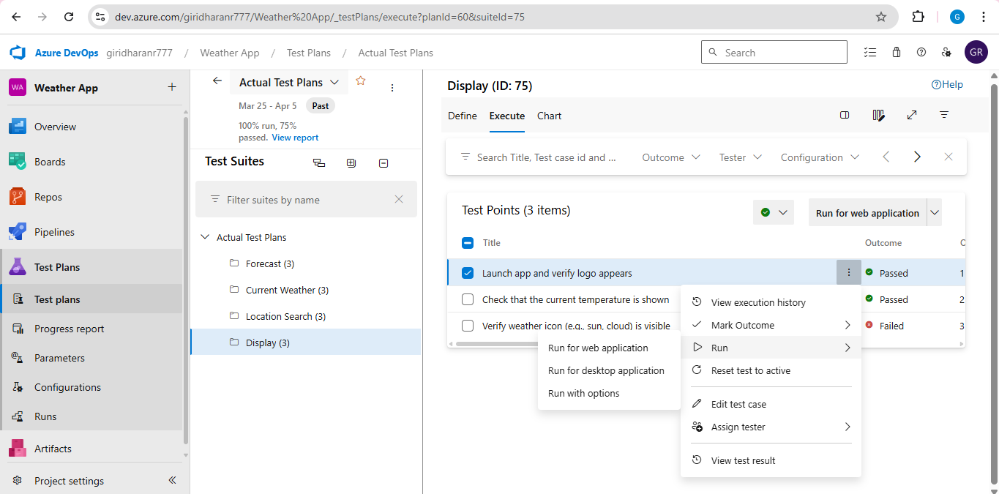 dev.azure.com/giridharanr777/Weather%20App/_testPlans/execute?planId=60&suiteId=75
G
Azure DevOps giridharanr777 / Weather App / Test Plans / Actual Test Plans
Search
GR
WA Weather App
Overview
Boards
Repos
Pipelines
Test Plans
Test plans
Progress report
Parameters
Configurations
Runs
Artifacts
Project settings
Actual Test Plans
Mar 25 - Apr 5 Past
100% run, 75%
passed. View report
Test Suites
Filter suites by name
Actual Test Plans
Forecast (3)
Current Weather (3)
Location Search (3)
Display (3)
Display (ID: 75)
Help
Define Execute Chart
Search Title, Test case id and ... Outcome Tester Configuration
Test Points (3 items)
Run for web application
Title Outcome
Launch app and verify logo appears Passed 1
Check that the current temperature is shown Passed 2
Verify weather icon (e.g., sun, cloud) is visible Failed 3
View execution history
Mark Outcome
Run
Reset test to active
Edit test case
Assign tester
View test result
Run for web application
Run for desktop application
Run with options